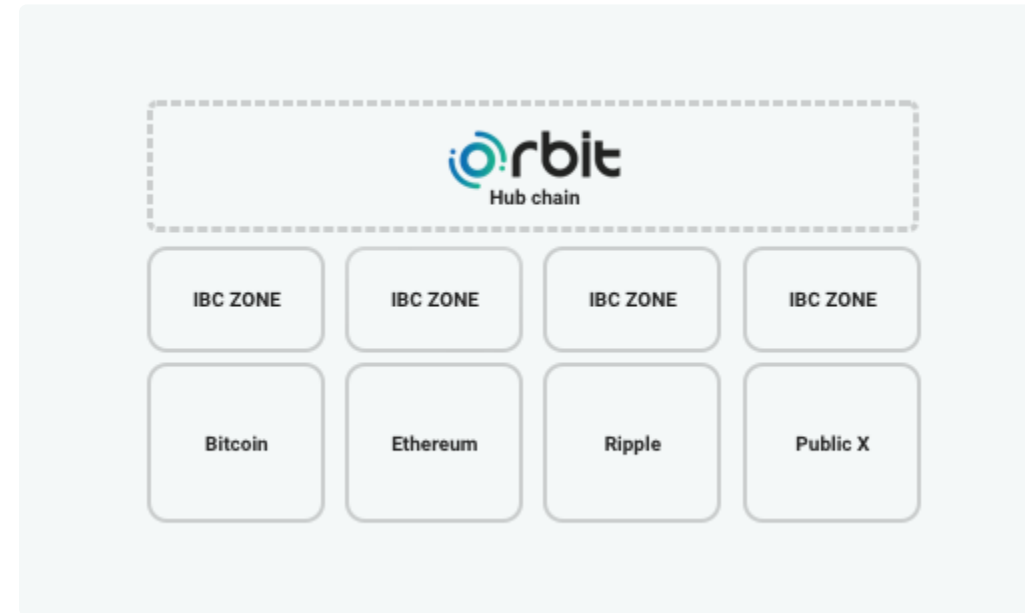 orbit
Hub chain
IBC ZONE IBC ZONE IBC ZONE IBC ZONE
Bitcoin Ethereum Ripple Public X